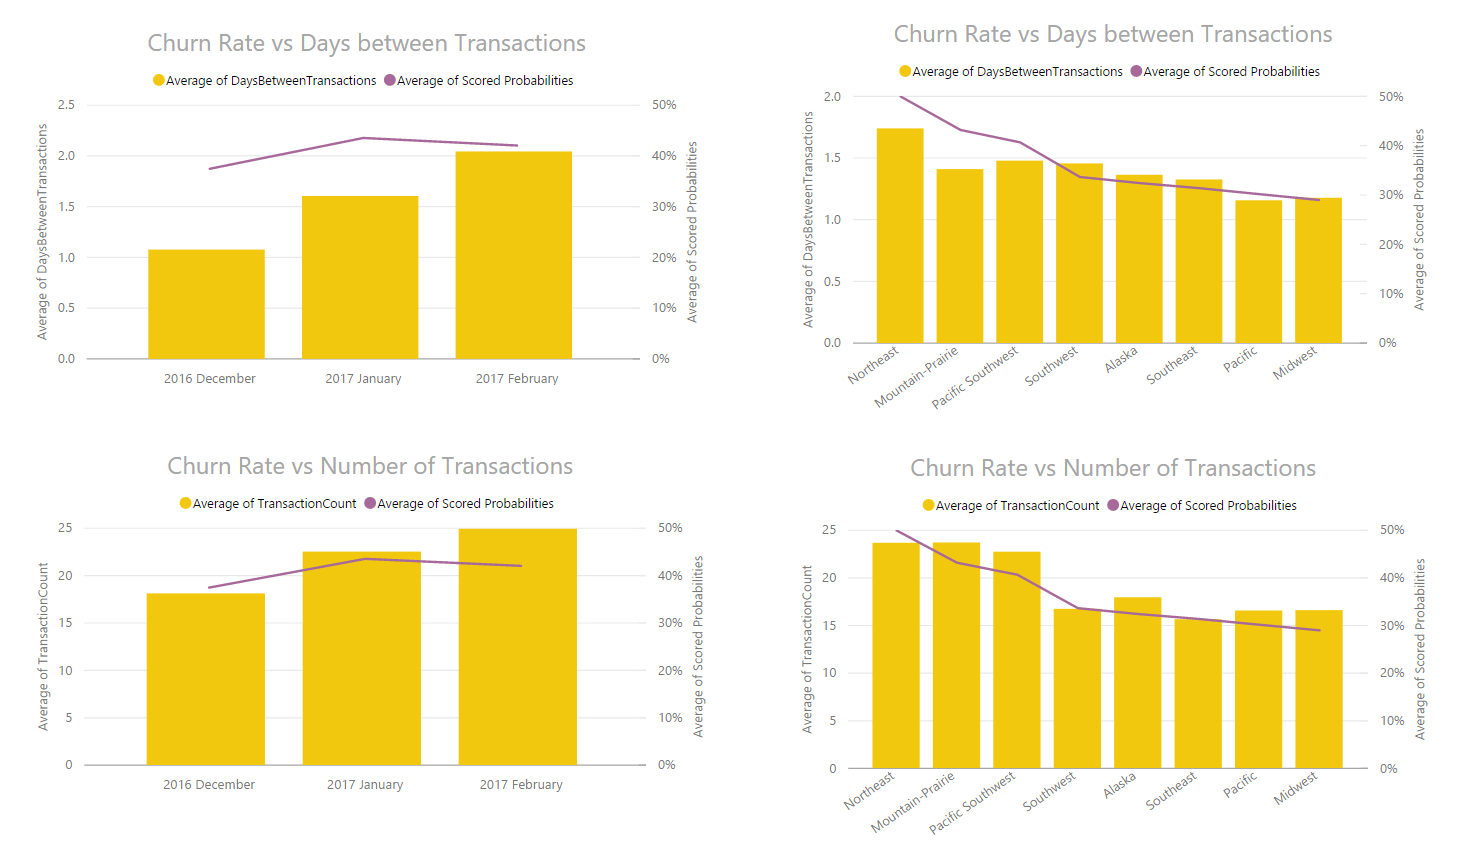 Churn Rate vs Days between Transactions
Average of DaysBetweenTransactions Average of Scored Probabilities
Average of DaysBetweenTransactions
2.5
2.0
1.5
1.0
0.5
0.0
50%
40%
30%
20%
10%
0%
Average of Scored Probabilities
2016 December 2017 January 2017 February
Churn Rate vs Days between Transactions
Average of DaysBetweenTransactions Average of Scored Probabilities
Average of DaysBetweenTransactions
2.0
1.5
1.0
0.5
0.0
50%
40%
30%
20%
10%
0%
Average of Scored Probabilities
Northeast
Mountain-Prairie
Pacific Southwest
Southwest
Alaska
Southeast
Pacific
Midwest
Churn Rate vs Number of Transactions
Average of TransactionCount Average of Scored Probabilities
Average of TransactionCount
25
20
15
10
5
0
50%
40%
30%
20%
10%
0%
Average of Scored Probabilities
2016 December 2017 January 2017 February
Churn Rate vs Number of Transactions
Average of TransactionCount Average of Scored Probabilities
Average of TransactionCount
25
20
15
10
5
0
50%
40%
30%
20%
10%
0%
Average of Scored Probabilities
Northeast
Mountain-Prairie
Pacific Southwest
Southwest
Alaska
Southeast
Pacific
Midwest